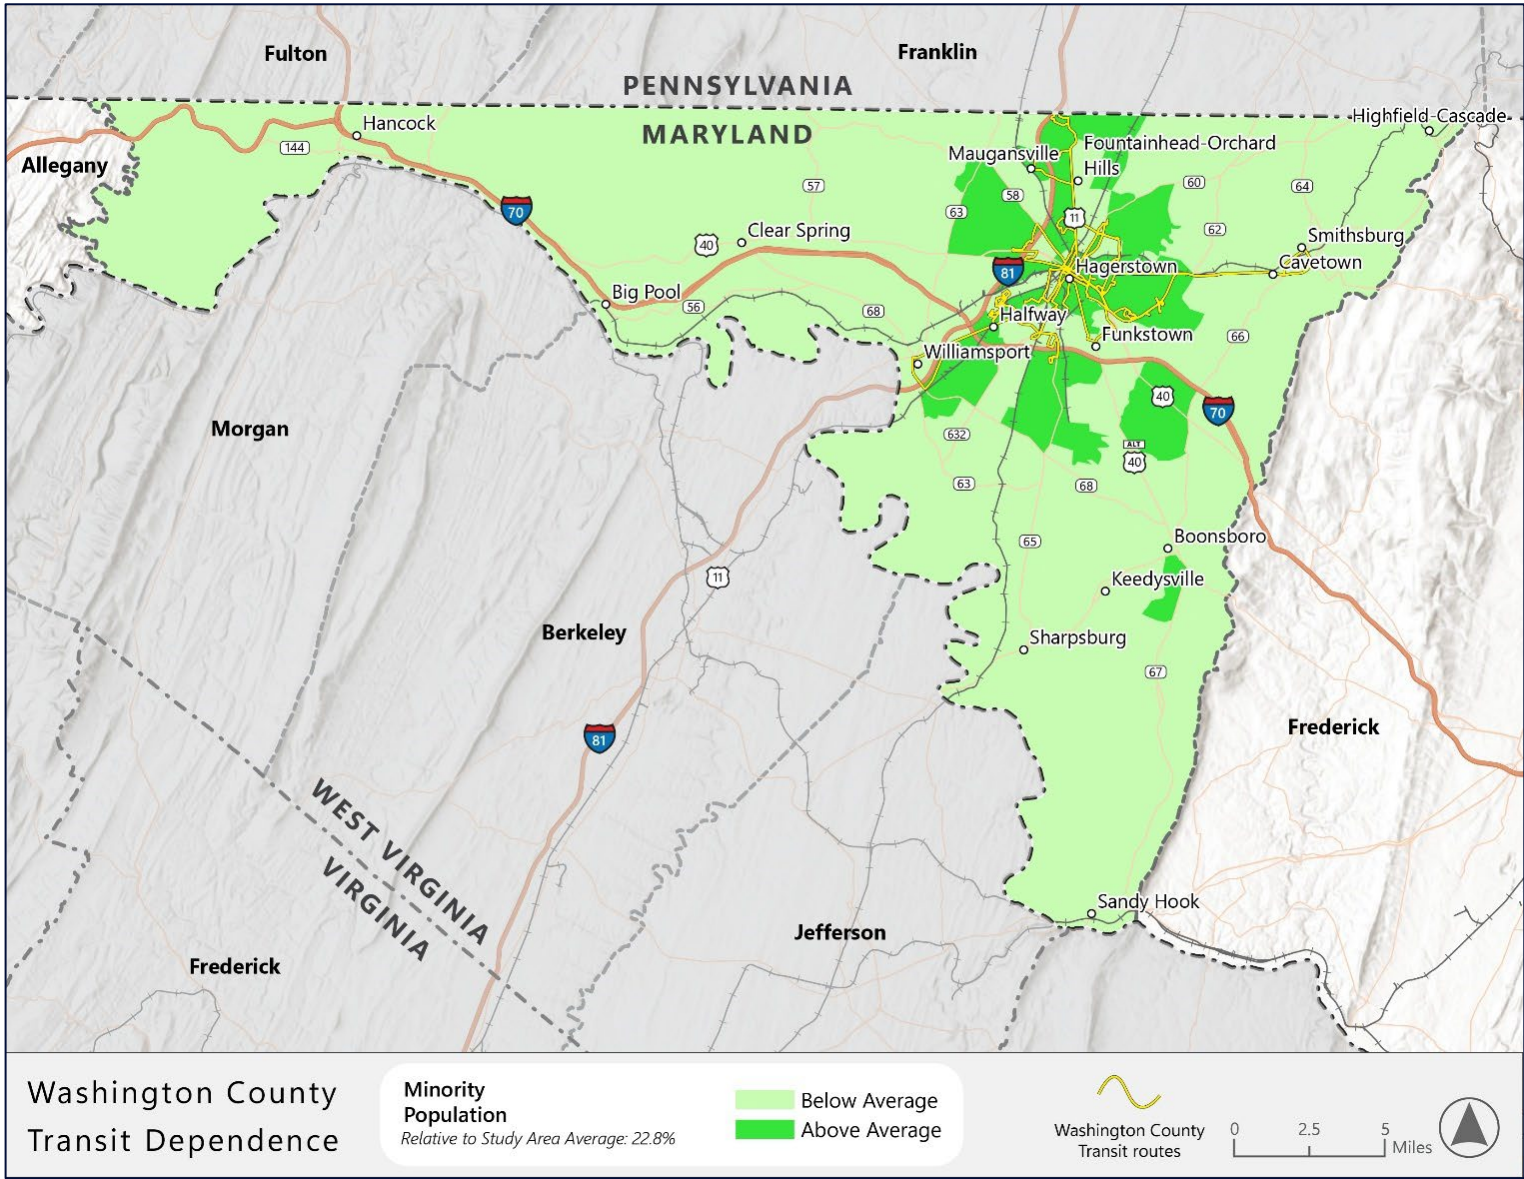 Fulton
Franklin
PENNSYLVANIA
MARYLAND
Hancock
Highfield-Cascade
144
Allegany
Fountainhead-Orchard
Hills
Maugansville
57
58
60
64
63
70
11
62
40
Clear Spring
Smithsburg
81
Hagerstown
Cavetown
Big Pool
56
68
Halfway
Funkstown
66
Williamsport
40
70
Morgan
632
ALT
40
63
68
65
Boonsboro
11
Keedysville
Berkeley
Sharpsburg
67
Frederick
81
WEST VIRGINIA
VIRGINIA
Sandy Hook
Jefferson
Frederick
Washington County
Transit Dependence
Minority
Population
Relative to Study Area Average: 22.8%
Below Average
Above Average
Washington County
Transit routes
0 2.5 5
Miles